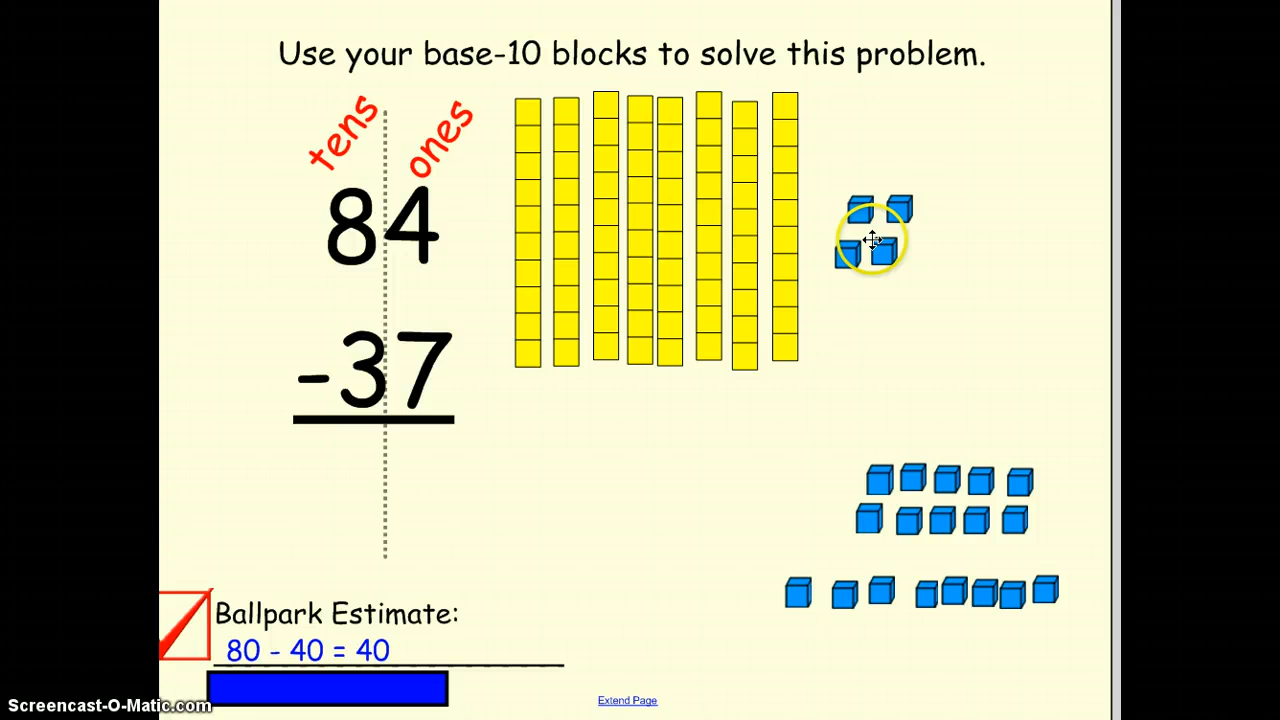 Use your base-10 blocks to solve this problem.
tens ones
84
-37
Ballpark Estimate:
80 - 40 = 40
Extend Page
Screencast-O-Matic.com